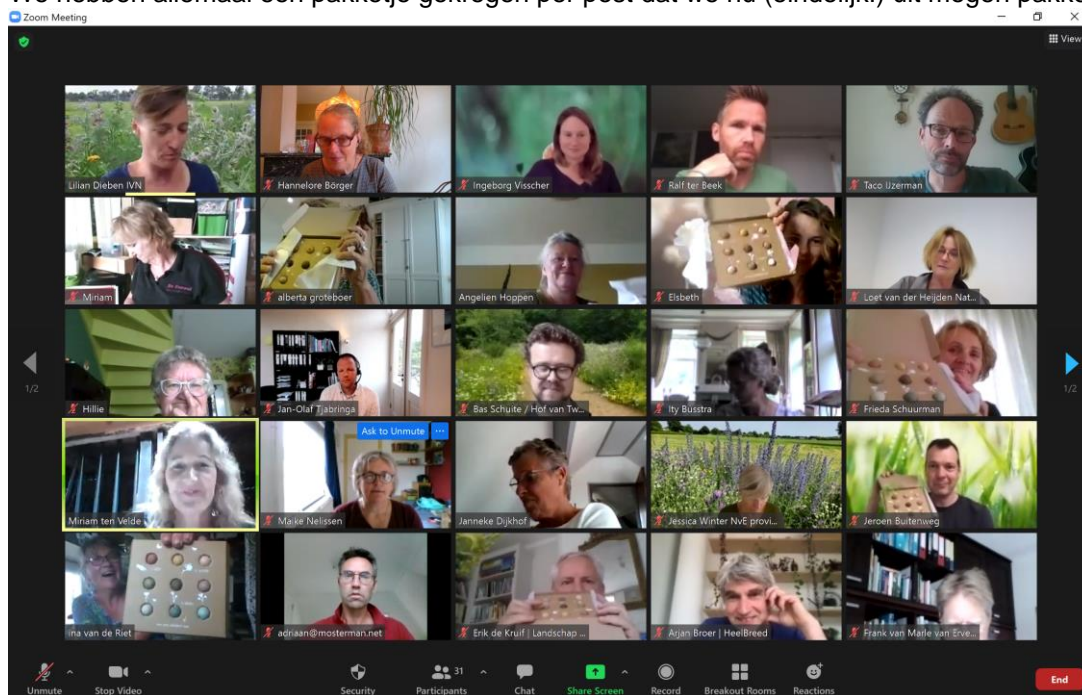 We hebben allemaal een pakketje gekregen per post dat we nu (eindelijk!) uit mogen pakke
Zoom Meeting
View
Lilian Dieben IVN
Hannelore Börger
Ingeborg Visscher
Ralf ter Beek
Taco IJzerman
Miriam
alberta groteboer
Angelien Hoppen
Elsbeth
Loet van der Heijden Nat...
1/2
1/2
Hillie
Jan-Olaf Tjabringa
Bas Schuite / Hof van Tw...
Ity Busstra
Frieda Schuurman
Ask to Unmute ...
Miriam ten Velde
Maike Nelissen
Janneke Dijkhof
Jessica Winter NvE provi...
Jeroen Buitenweg
ina van de Riet
adriaan@mosterman.net
Erik de Kruif | Landschap ...
Arjan Broer | HeelBreed
Frank van Marle van Erve...
31
Unmute
Stop Video
Security
Participants
Chat
Share Screen
Record
Breakout Rooms
Reactions
End